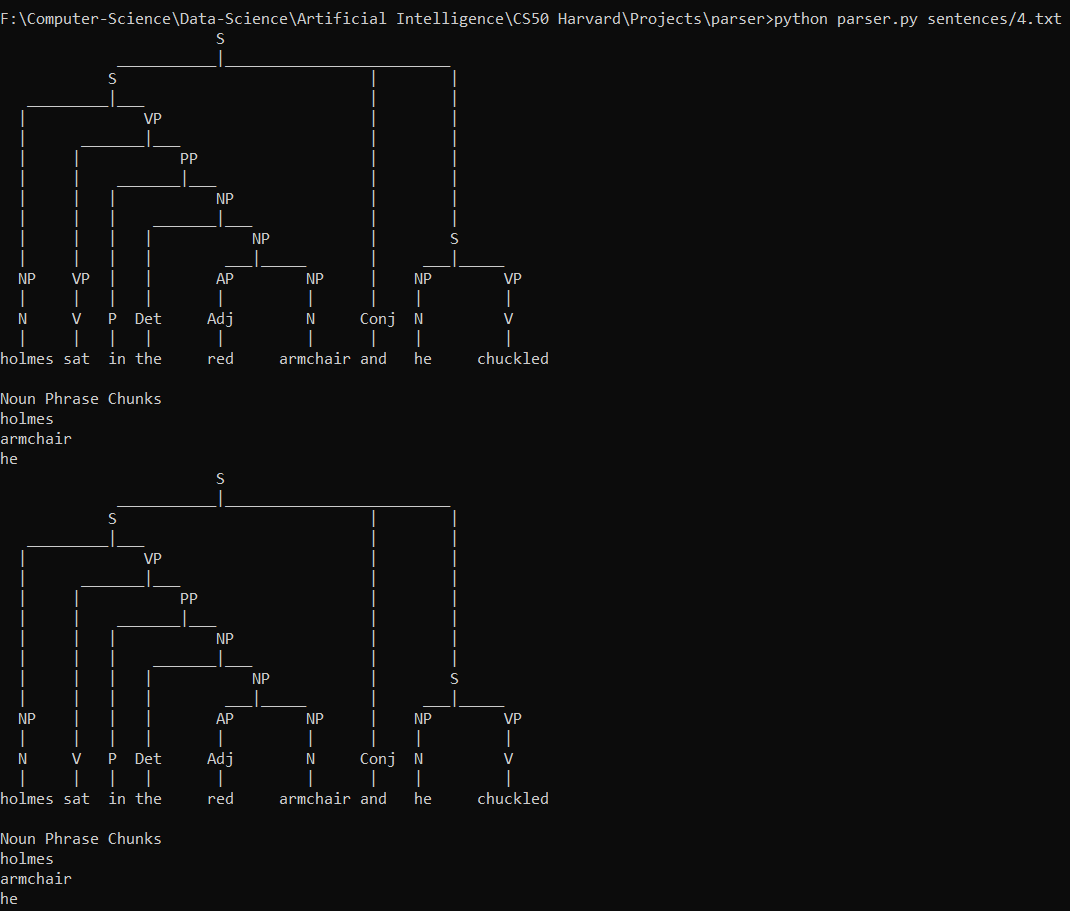 F:\Computer-Science\Data-Science\Artificial Intelligence\CS50 Harvard\Projects\parser>python parser.py sentences/4.txt
S
S
VP
PP
NP
NP S
NP VP AP NP NP VP
N V P Det Adj N Conj N V
holmes sat in the red armchair and he chuckled
Noun Phrase Chunks
holmes
armchair
he
S
S
VP
PP
NP
NP S
NP AP NP NP VP
N V P Det Adj N Conj N V
holmes sat in the red armchair and he chuckled
Noun Phrase Chunks
holmes
armchair
he